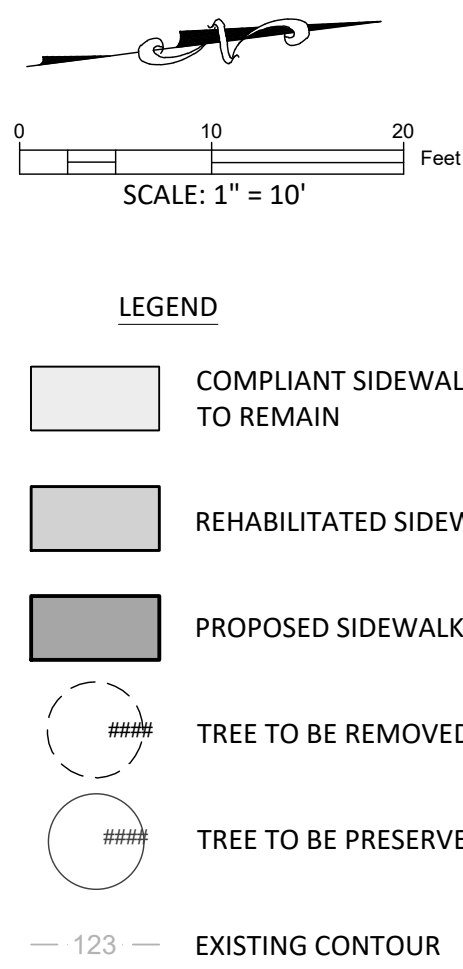 N
0 10 20
Feet
SCALE: 1" = 10'
LEGEND
COMPLIANT SIDEWAL
TO REMAIN
REHABILITATED SIDEW
PROPOSED SIDEWALK
#### TREE TO BE REMOVED
#### TREE TO BE PRESERVE
123 EXISTING CONTOUR